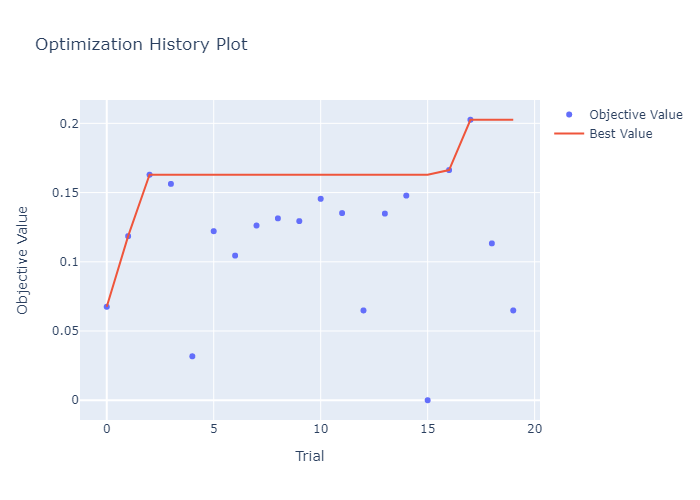 Optimization History Plot
Objective Value
Best Value
0.2
0.15
0.1
0.05
0
0
5
10
15
20
Objective Value
Trial